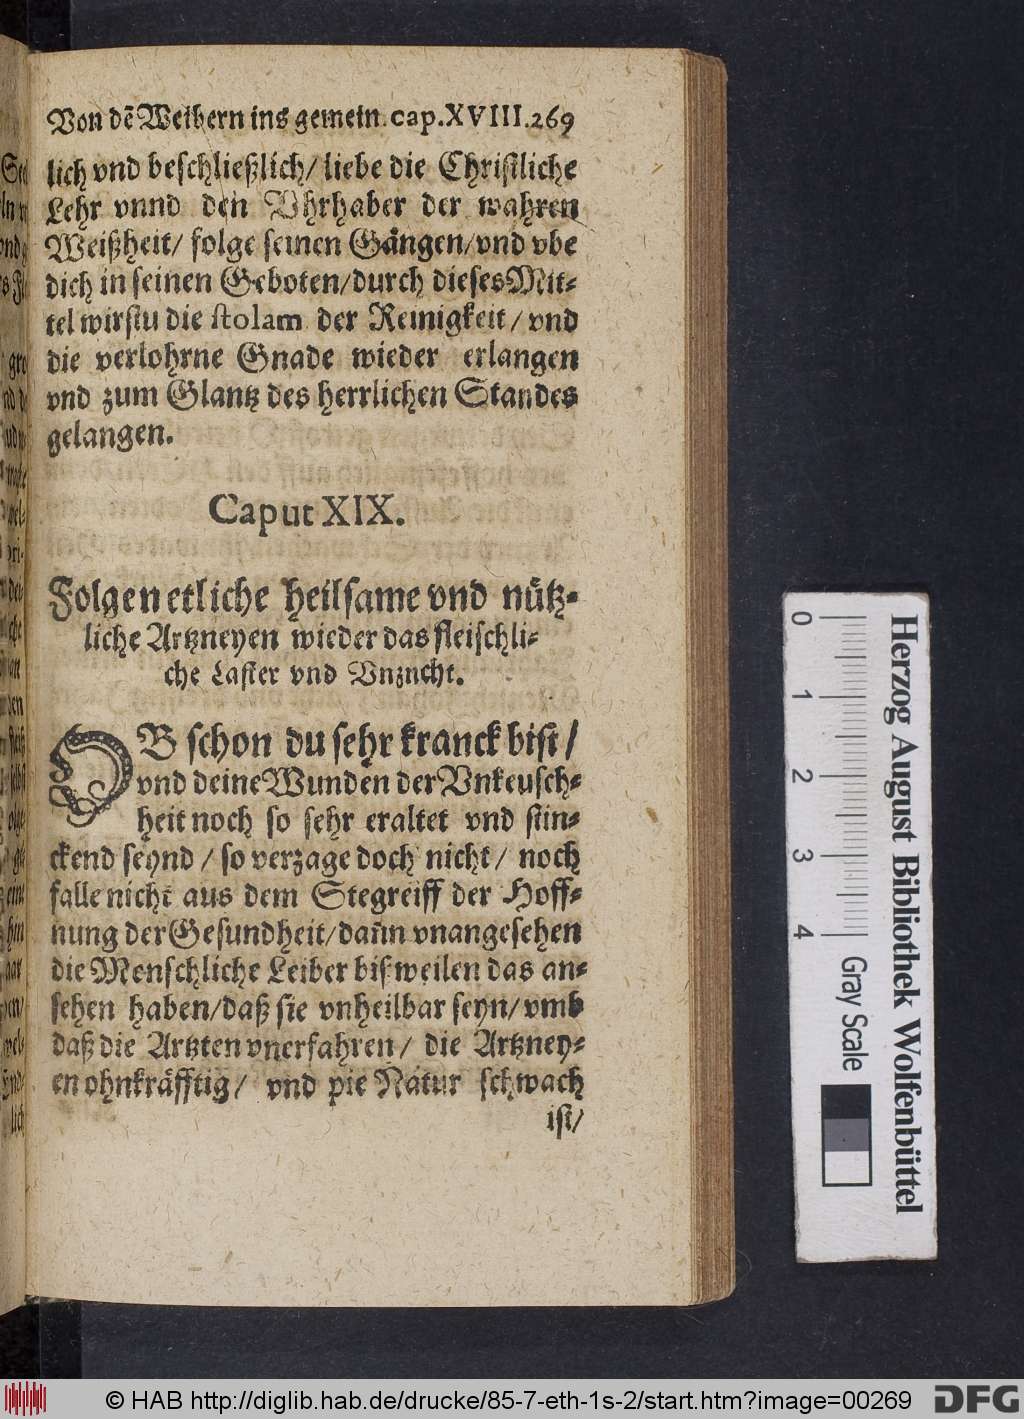 Von dẽ Weibern ins gemein. cap. XVIII. 269
lich vnd beschließlich/ liebe die Christliche
Lehr vnnd den Vhrhaber der wahren
Weißheit/ folge seinen Gängen/ vnd vbe
dich in seinen Geboten/ durch dieses Mit-
tel wirstu die stolam der Reinigkeit/ vnd
die verlohrne Gnade wieder erlangen
vnd zum Glantz des herrlichen Standes
gelangen.
Caput XIX.
Folgen etliche heilsame vnd nütz-
liche Artzneyen wieder das fleischli-
che Laster vnd Vnzucht.
OB schon du sehr kranck bist/
vnd deine Wunden der Vnkeusch-
heit noch so sehr eraltet vnd stin-
ckend seynd/ so verzage doch nicht/ noch
falle nicht aus dem Stegreiff der Hoff-
nung der Gesundheit/ dañn vnangesehen
die Menschliche Leiber bißweilen das an-
sehen haben/ daß sie vnheilbar seyn/ vmb
daß die Artzten vnerfahren/ die Artzney-
en ohnkräfftig/ vnd pie Natur schwach
ist/
Herzog August Bibliothek Wolfenbüttel
0 1 2 3 4 Gray Scale
© HAB http://diglib.hab.de/drucke/85-7-eth-1s-2/start.htm?image=00269
DFG